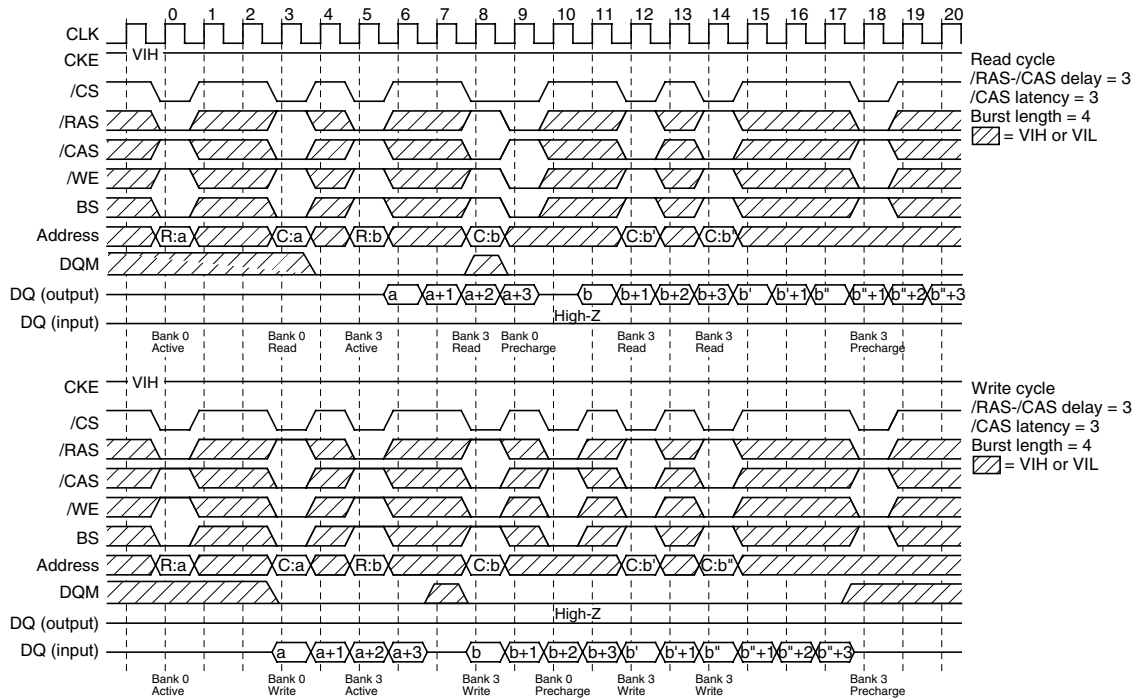 0 1 2 3 4 5 6 7 8 9 10 11 12 13 14 15 16 17 18 19 20
CLK
CKE VIH
/CS
/RAS
/CAS
/WE
BS
Address R:a C:a R:b C:b C:b' C:b"
DQM
DQ (output) a a+1 a+2 a+3 b b+1 b+2 b+3 b' b'+1 b" b"+1 b"+2 b"+3
High-Z
DQ (input)
Bank 0 Active
Bank 0 Read
Bank 3 Active
Bank 3 Read
Bank 0 Precharge
Bank 3 Read
Bank 3 Read
Bank 3 Precharge
Read cycle
/RAS-/CAS delay = 3
/CAS latency = 3
Burst length = 4
= VIH or VIL
CKE VIH
/CS
/RAS
/CAS
/WE
BS
Address R:a C:a R:b C:b C:b' C:b"
DQM
High-Z
DQ (output)
DQ (input) a a+1 a+2 a+3 b b+1 b+2 b+3 b' b'+1 b" b"+1 b"+2 b"+3
Bank 0 Active
Bank 0 Write
Bank 3 Active
Bank 3 Write
Bank 0 Precharge
Bank 3 Write
Bank 3 Write
Bank 3 Precharge
Write cycle
/RAS-/CAS delay = 3
/CAS latency = 3
Burst length = 4
= VIH or VIL